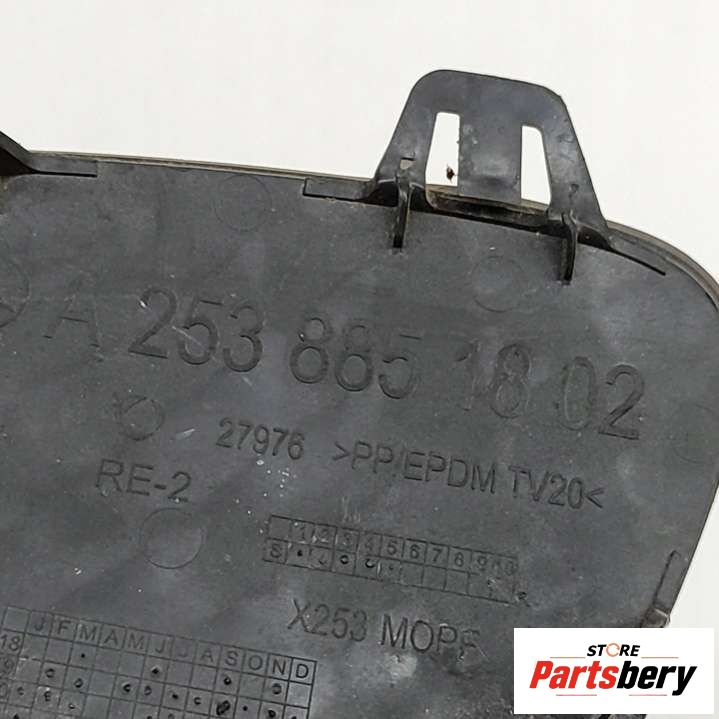 A 253 885 18 02
27976 >PP/EPDM TV20<
RE-2
1 2 3 4 5 6 7 8 9 10
S
X253 MOPF
J F M A M J J A S O N D
18
STORE
Partsbery